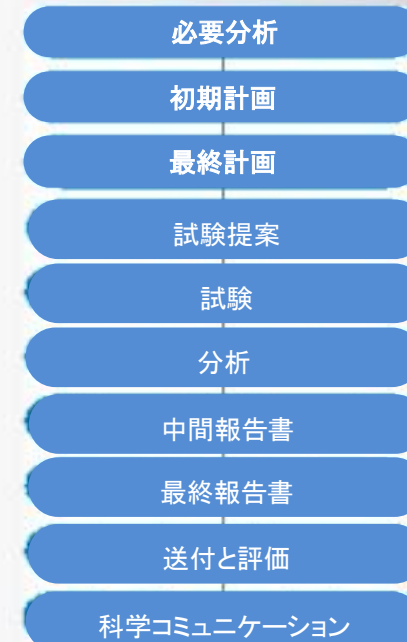 必要分析
初期計画
最終計画
試験提案
試験
分析
中間報告書
最終報告書
送付と評価
科学コミュニケーション